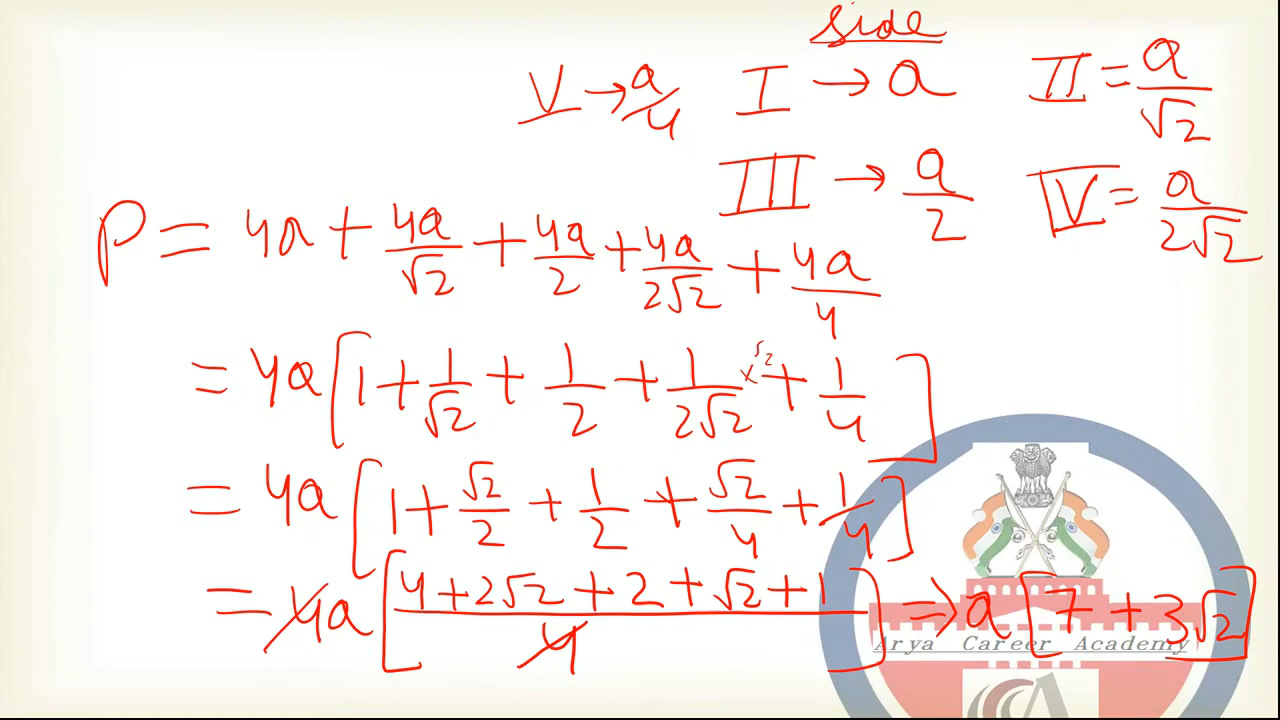 side
V → a/4 I → a II = a/√2
III → a/2 IV = a/2√2
P = 4a + 4a/√2 + 4a/2 + 4a/2√2 + 4a/4
= 4a [1 + 1/√2 + 1/2 + 1/2√2 ×√2 + 1/4]
= 4a [1 + √2/2 + 1/2 + √2/4 + 1/4]
= 4a [4 + 2√2 + 2 + √2 + 1 / 4] ⇒ a [7 + 3√2]
Arya Career Academy
CA